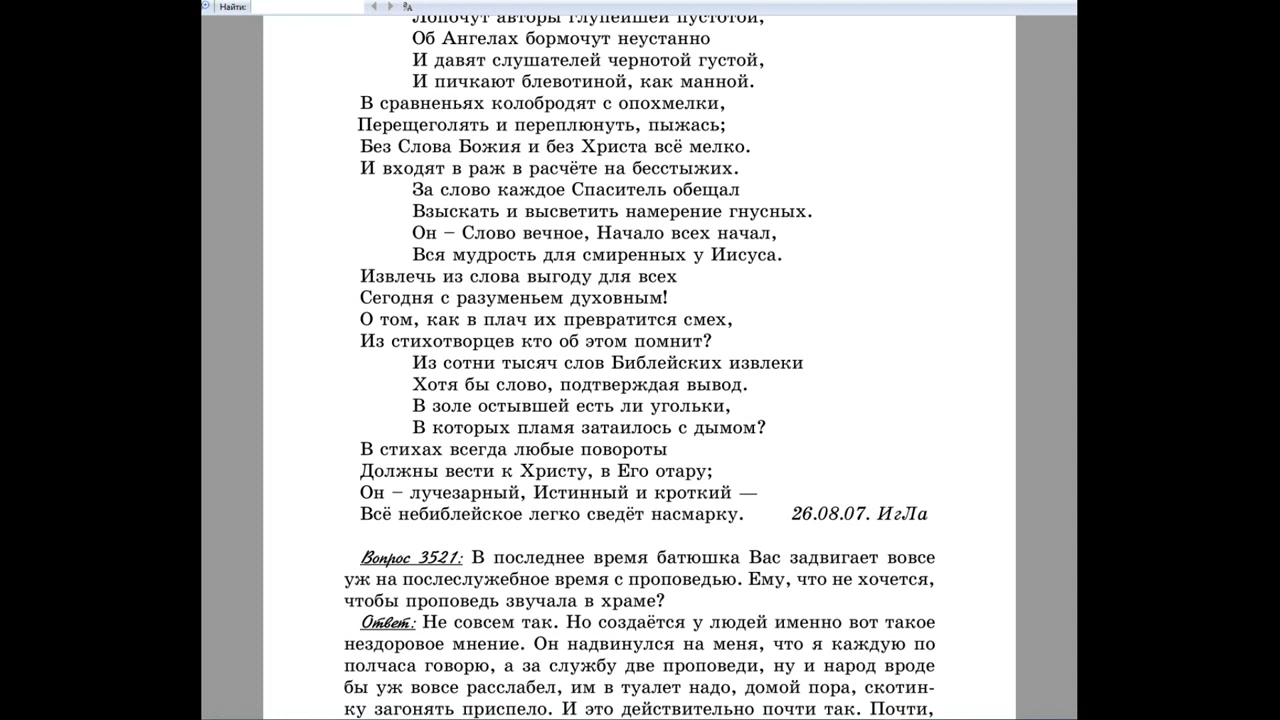 Найти:
Лопочут авторы глупейшей пустотой,
Об Ангелах бормочут неустанно
И давят слушателей чернотой густой,
И пичкают блевотиной, как манной.
В сравненьях колобродят с опохмелки,
Перещеголять и переплюнуть, пыжась;
Без Слова Божия и без Христа всё мелко.
И входят в раж в расчёте на бесстыжих.
За слово каждое Спаситель обещал
Взыскать и высветить намерение гнусных.
Он – Слово вечное, Начало всех начал,
Вся мудрость для смиренных у Иисуса.
Извлечь из слова выгоду для всех
Сегодня с разуменьем духовным!
О том, как в плач их превратится смех,
Из стихотворцев кто об этом помнит?
Из сотни тысяч слов Библейских извлеки
Хотя бы слово, подтверждая вывод.
В золе остывшей есть ли угольки,
В которых пламя затаилось с дымом?
В стихах всегда любые повороты
Должны вести к Христу, в Его отару;
Он – лучезарный, Истинный и кроткий —
Всё небиблейское легко сведёт насмарку. 26.08.07. ИгЛа
Вопрос 3521: В последнее время батюшка Вас задвигает вовсе
уж на послеслужебное время с проповедью. Ему, что не хочется,
чтобы проповедь звучала в храме?
Ответ: Не совсем так. Но создаётся у людей именно вот такое
нездоровое мнение. Он надвинулся на меня, что я каждую по
полчаса говорю, а за службу две проповеди, ну и народ вроде
бы уж вовсе расслабел, им в туалет надо, домой пора, скотин-
ку загонять приспело. И это действительно почти так. Почти,